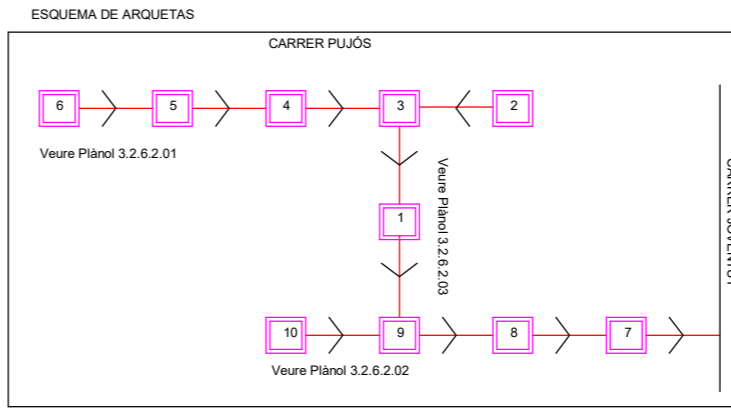 ESQUEMA DE ARQUETAS
CARRER PUJÓS
6
5
4
3
2
Veure Plànol 3.2.6.2.01
Veure Plànol 3.2.6.2.03
1
10
9
8
7
Veure Plànol 3.2.6.2.02